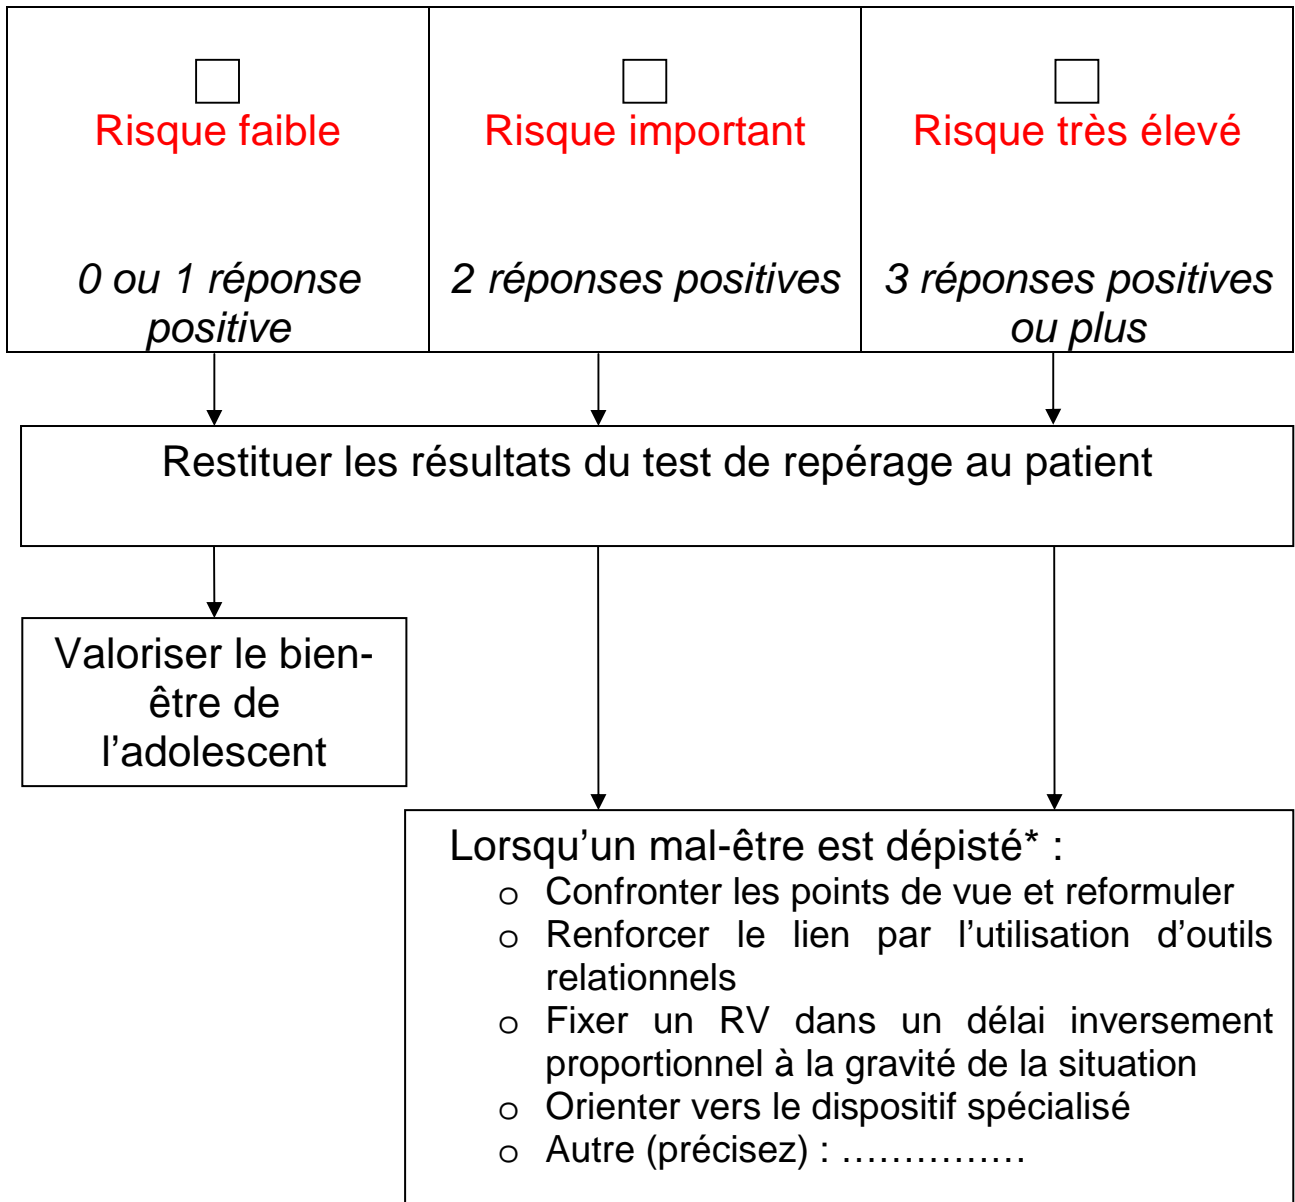 Risque faible
0 ou 1 réponse
positive
Risque important
2 réponses positives
Risque très élevé
3 réponses positives
ou plus
Restituer les résultats du test de repérage au patient
Valoriser le bien-
être de
l’adolescent
Lorsqu’un mal-être est dépisté* :
o Confronter les points de vue et reformuler
o Renforcer le lien par l’utilisation d’outils
relationnels
o Fixer un RV dans un délai inversement
proportionnel à la gravité de la situation
o Orienter vers le dispositif spécialisé
o Autre (précisez) : ……………